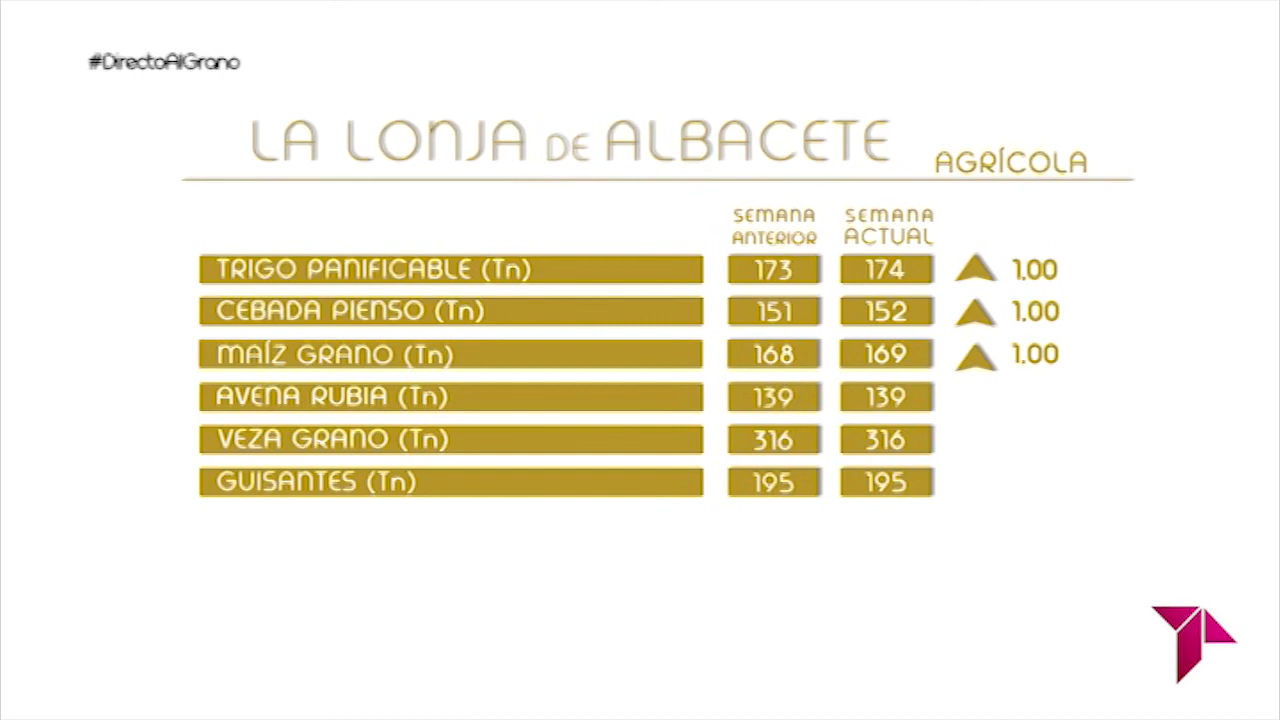 #DirectoAlGrano
LA LONJA DE ALBACETE AGRÍCOLA
SEMANA ANTERIOR SEMANA ACTUAL
TRIGO PANIFICABLE (Tn) 173 174 1.00
CEBADA PIENSO (Tn) 151 152 1.00
MAÍZ GRANO (Tn) 168 169 1.00
AVENA RUBIA (Tn) 139 139
VEZA GRANO (Tn) 316 316
GUISANTES (Tn) 195 195